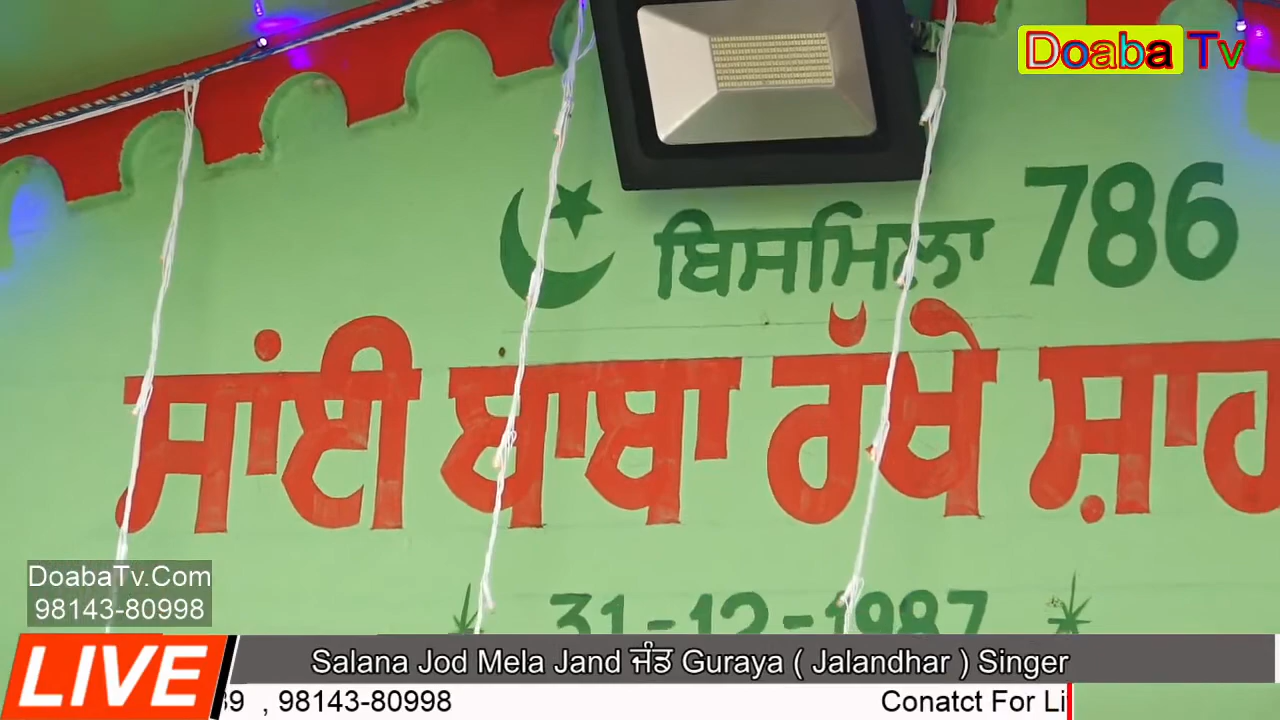 Doaba Tv
ਬਿਸਮਿਲਾ 786
ਸਾਂਈ ਬਾਬਾ ਰੱਖੇ ਸ਼ਾਹ
31-12-1987
DoabaTv.Com
98143-80998
LIVE
Salana Jod Mela Jand ਜੰਡ Guraya ( Jalandhar ) Singer
39 , 98143-80998 Conatct For Li